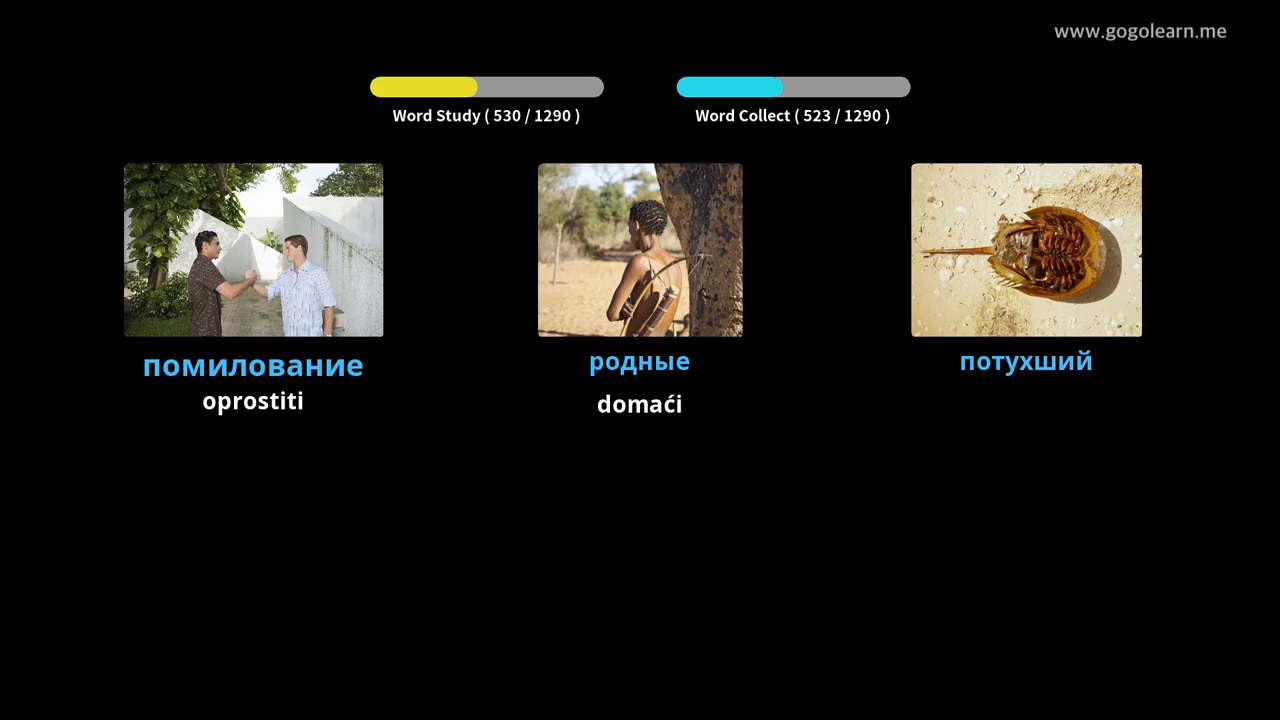 www.gogolearn.me
Word Study ( 530 / 1290 )
Word Collect ( 523 / 1290 )
помилование
oprostiti
родные
domaći
потухший